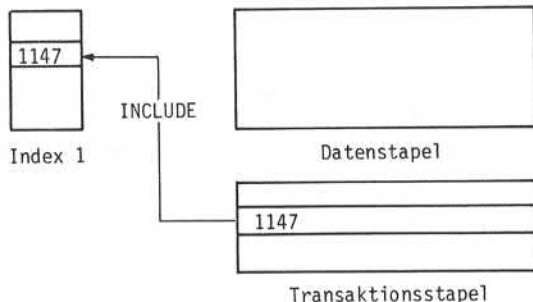 1147
INCLUDE
Index 1
Datenstapel
1147
Transaktionsstapel